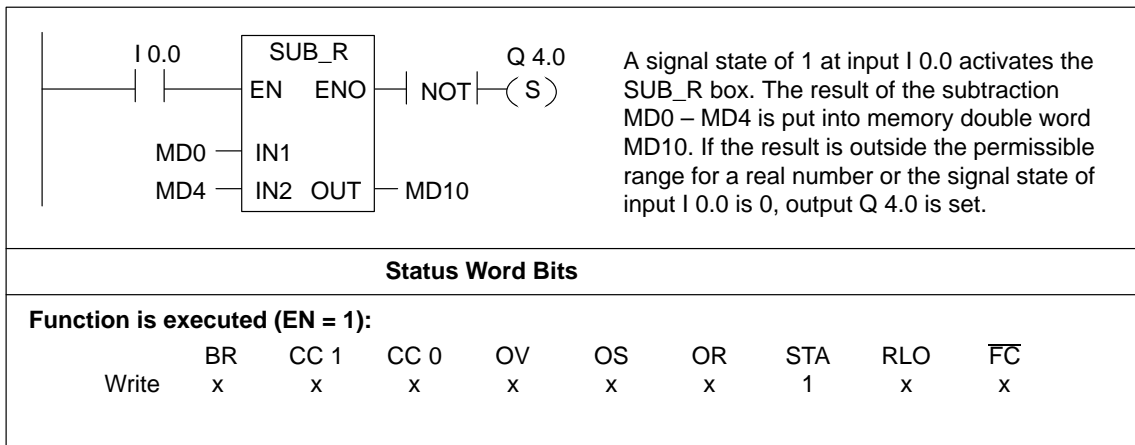 I 0.0
SUB_R
Q 4.0
EN ENO
NOT
S
MD0
IN1
MD4
IN2 OUT
MD10
A signal state of 1 at input I 0.0 activates the
SUB_R box. The result of the subtraction
MD0 – MD4 is put into memory double word
MD10. If the result is outside the permissible
range for a real number or the signal state of
input I 0.0 is 0, output Q 4.0 is set.
Status Word Bits
Function is executed (EN = 1):
BR CC 1 CC 0 OV OS OR STA RLO F̅C̅
Write x x x x x x 1 x x